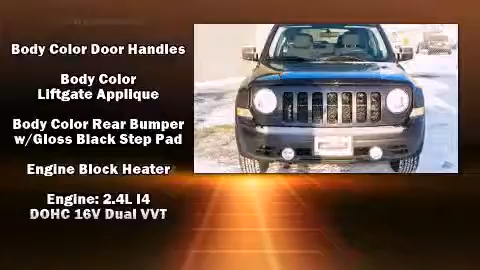 Body Color Door Handles
Body Color
Liftgate Applique
Body Color Rear Bumper
w/Gloss Black Step Pad
Engine Block Heater
Engine: 2.4L I4
DOHC 16V Dual VVT